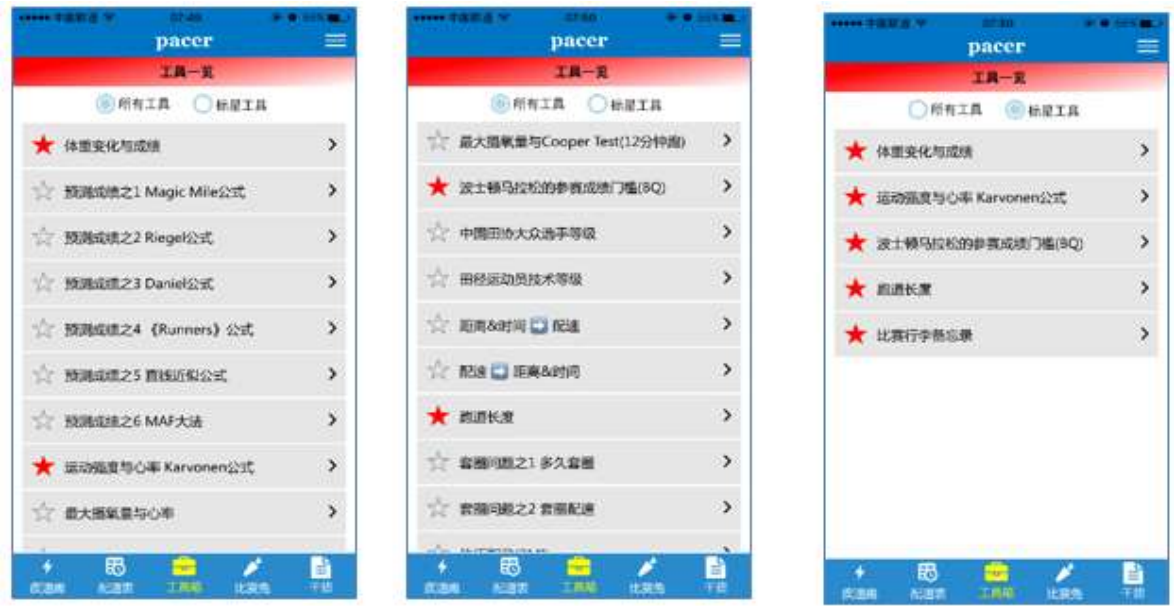 07:49
pacer
工具一览
所有工具 标星工具
体重变化与成绩
预测成绩之1 Magic Mile公式
预测成绩之2 Riegel公式
预测成绩之3 Daniel公式
预测成绩之4 《Runners》公式
预测成绩之5 直线近似公式
预测成绩之6 MAF大法
运动强度与心率 Karvonen公式
最大摄氧量与心率
配速表 工具箱 干货
07:50
pacer
工具一览
所有工具 标星工具
最大摄氧量与Cooper Test(12分钟跑)
波士顿马拉松的参赛成绩门槛(BQ)
中国田协大众选手等级
田径运动员技术等级
距离&时间 ➡ 配速
配速 ➡ 距离&时间
跑道长度
套圈问题之1 多久套圈
套圈问题之2 套圈配速
配速表 工具箱 干货
07:50
pacer
工具一览
所有工具 标星工具
体重变化与成绩
运动强度与心率 Karvonen公式
波士顿马拉松的参赛成绩门槛(BQ)
跑道长度
比赛行李备忘录
配速表 工具箱 干货